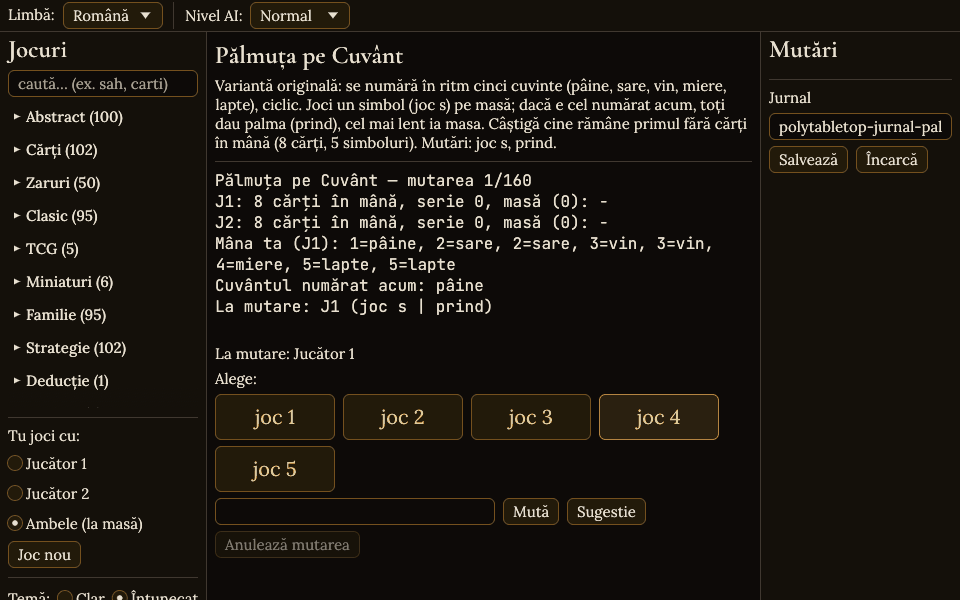 Limbă: Română Nivel AI: Normal
Jocuri
caută... (ex. sah, carti)
Abstract (100)
Cărți (102)
Zaruri (50)
Clasic (95)
TCG (5)
Miniaturi (6)
Familie (95)
Strategie (102)
Deducție (1)
Tu joci cu:
Jucător 1
Jucător 2
Ambele (la masă)
Joc nou
Temă: Clar Întunecat
Pălmuța pe Cuvânt
Variantă originală: se numără în ritm cinci cuvinte (pâine, sare, vin, miere,
lapte), ciclic. Joci un simbol (joc s) pe masă; dacă e cel numărat acum, toți
dau palma (prind), cel mai lent ia masa. Câștigă cine rămâne primul fără cărți
în mână (8 cărți, 5 simboluri). Mutări: joc s, prind.
Pălmuța pe Cuvânt — mutarea 1/160
J1: 8 cărți în mână, serie 0, masă (0): -
J2: 8 cărți în mână, serie 0, masă (0): -
Mâna ta (J1): 1=pâine, 2=sare, 2=sare, 3=vin, 3=vin,
4=miere, 5=lapte, 5=lapte
Cuvântul numărat acum: pâine
La mutare: J1 (joc s | prind)
La mutare: Jucător 1
Alege:
joc 1 joc 2 joc 3 joc 4
joc 5
Mută Sugestie
Anulează mutarea
Mutări
Jurnal
polytabletop-jurnal-pal
Salvează Încarcă